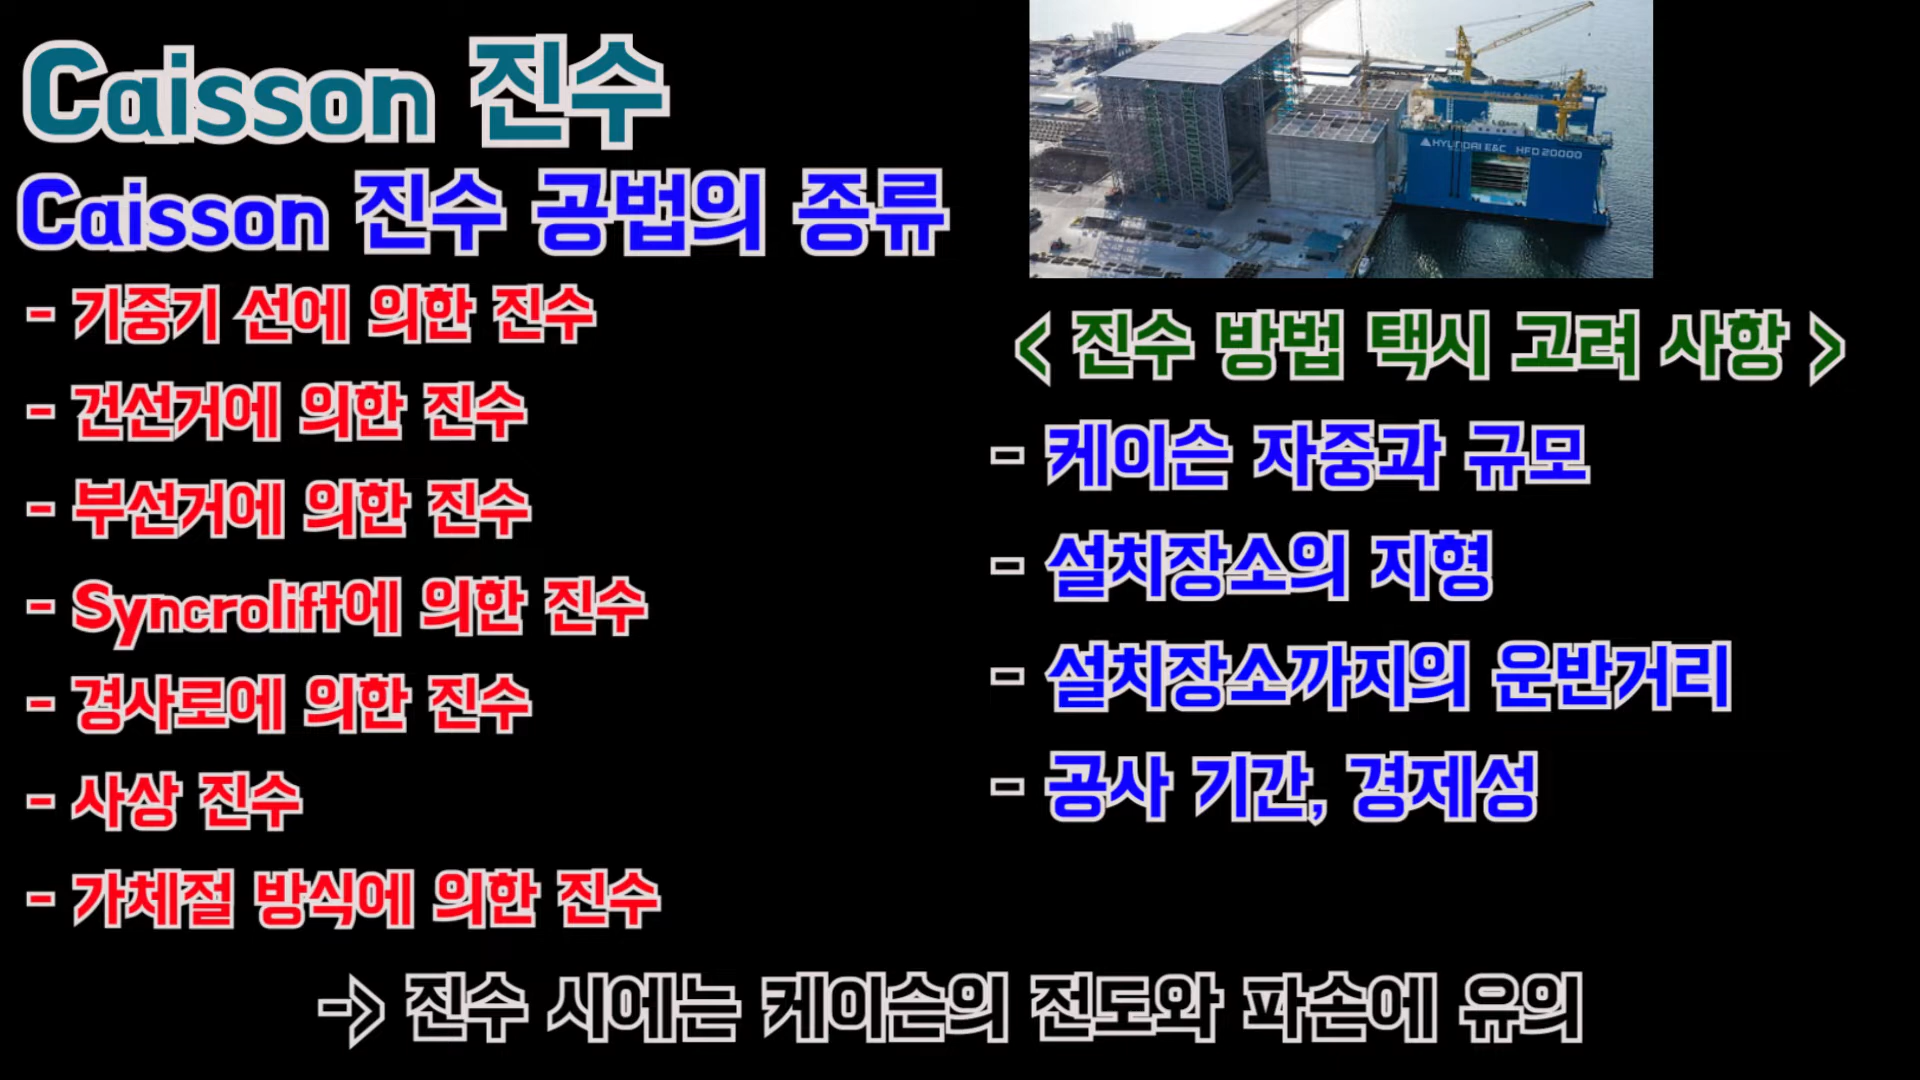 Caisson 진수
Caisson 진수 공법의 종류
- 기중기 선에 의한 진수
- 건선거에 의한 진수
- 부선거에 의한 진수
- Syncrolift에 의한 진수
- 경사로에 의한 진수
- 사상 진수
- 가체절 방식에 의한 진수
HYUNDAI E&C HFD 20000
< 진수 방법 택시 고려 사항 >
- 케이슨 자중과 규모
- 설치장소의 지형
- 설치장소까지의 운반거리
- 공사 기간, 경제성
-> 진수 시에는 케이슨의 전도와 파손에 유의